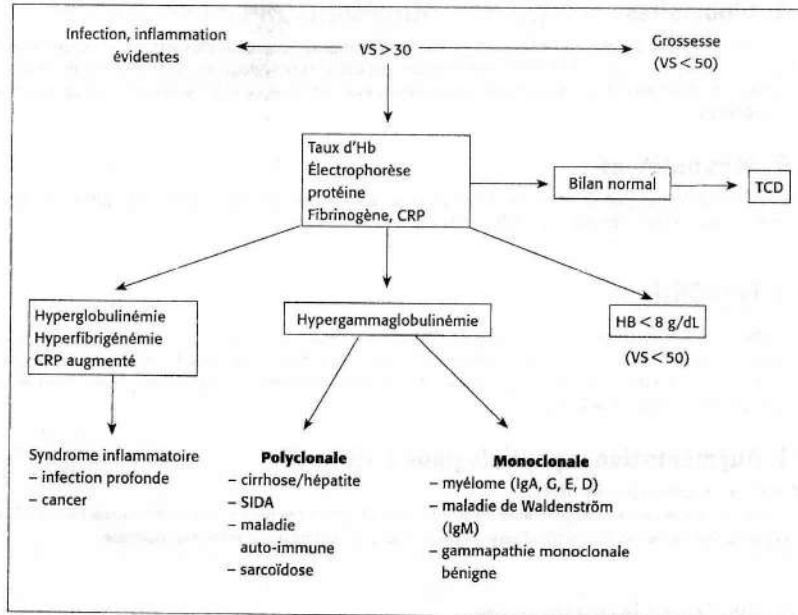 Infection, inflammation
évidentes
VS > 30
Grossesse
(VS < 50)
Taux d'Hb
Électrophorèse
protéine
Fibrinogène, CRP
Bilan normal
TCD
Hyperglobulinémie
Hyperfibrigénémie
CRP augmenté
Hypergammaglobulinémie
HB < 8 g/dL
(VS < 50)
Syndrome inflammatoire
– infection profonde
– cancer
Polyclonale
– cirrhose/hépatite
– SIDA
– maladie
auto-immune
– sarcoïdose
Monoclonale
– myélome (IgA, G, E, D)
– maladie de Waldenström
(IgM)
– gammapathie monoclonale
bénigne